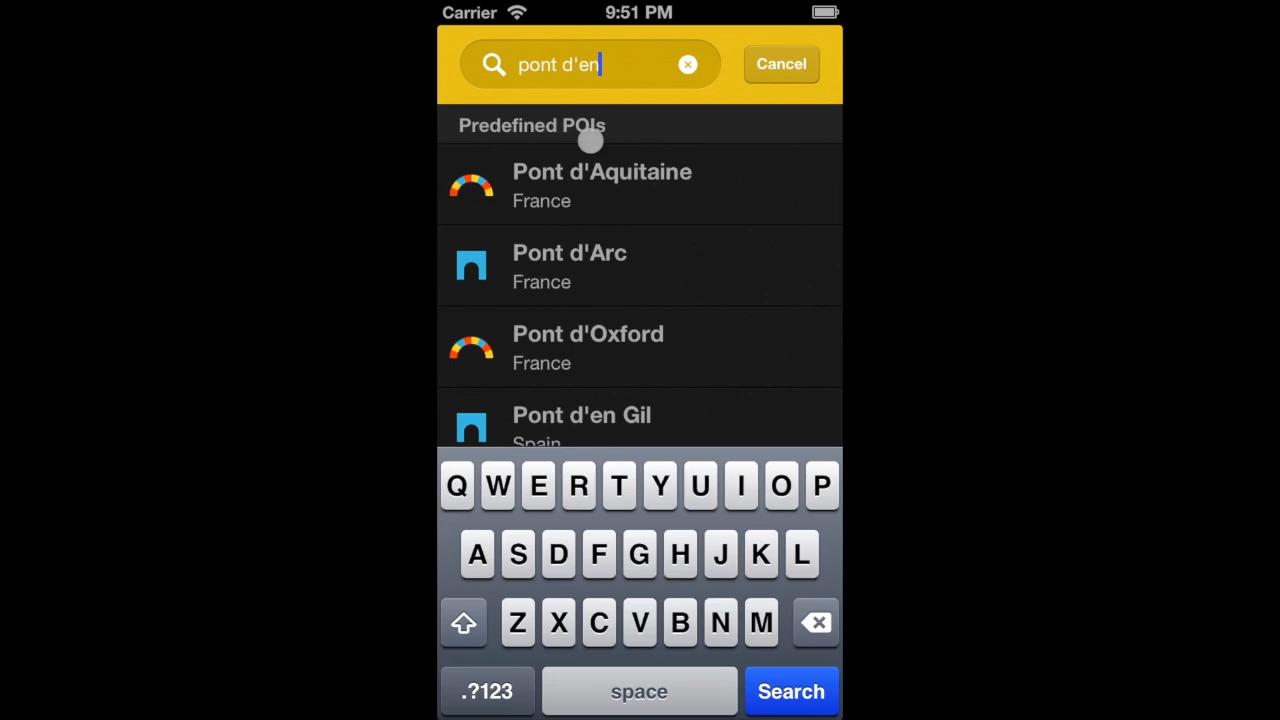 Carrier 9:51 PM
pont d'en Cancel
Predefined POIs
Pont d'Aquitaine
France
Pont d'Arc
France
Pont d'Oxford
France
Pont d'en Gil
Spain
Q W E R T Y U I O P
A S D F G H J K L
Z X C V B N M
.?123 space Search